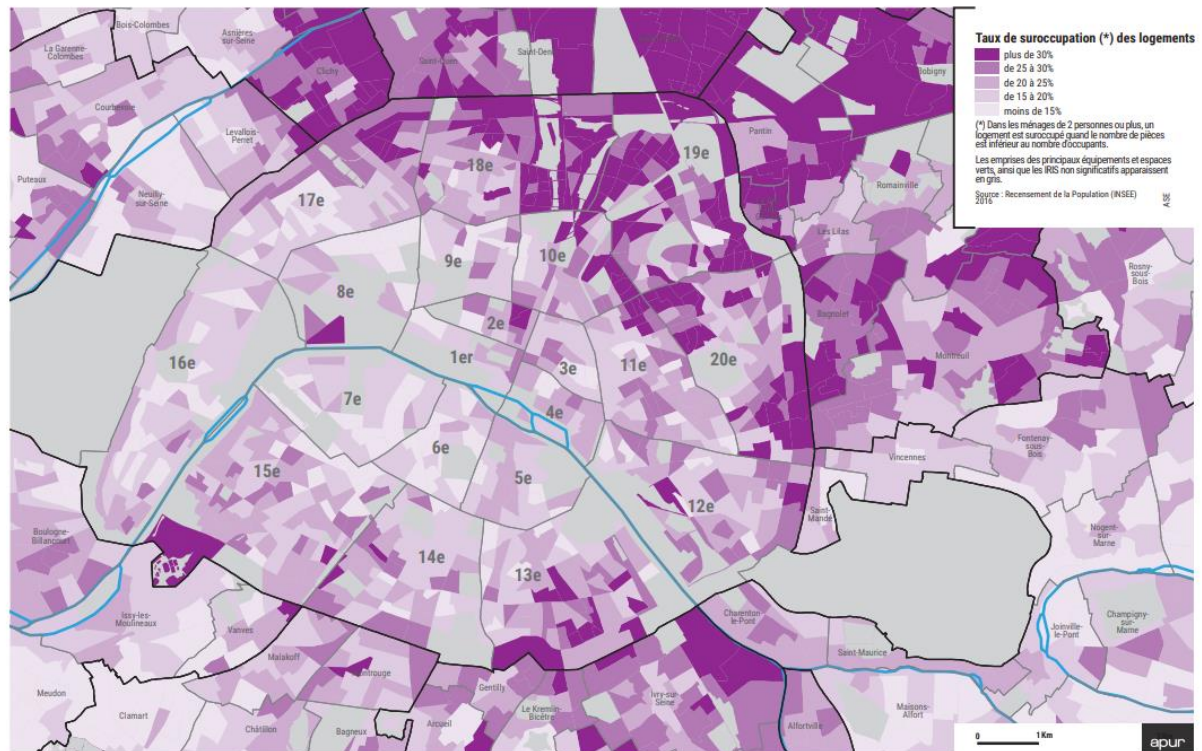 Taux de suroccupation (*) des logements
plus de 30%
de 25 à 30%
de 20 à 25%
de 15 à 20%
moins de 15%
(*) Dans les ménages de 2 personnes ou plus, un
logement est suroccupé quand le nombre de pièces
est inférieur au nombre d'occupants.
Les emprises des principaux équipements et espaces
verts, ainsi que les IRIS non significatifs apparaissent
en gris.
Source : Recensement de la Population (INSEE)
2016
ASE
Bois-Colombes
La Garenne-
Colombes
Asnières
-sur-Seine
Courbevoie
Clichy
Saint-Ouen
Saint-Den
Bobigny
Levallois-
Perret
Pantin
Puteaux
Neuilly-
-sur-Seine
Romainville
Les Lilas
Rosny-
sous-
Bois
Bagnolet
Montreuil
17e
18e
19e
9e
10e
8e
2e
1er
3e
11e
20e
16e
7e
4e
6e
5e
15e
12e
14e
13e
Fontenay-
sous-
Bois
Vincennes
Saint-
Mandé
Nogent-
sur-
Marne
Boulogne-
Billancourt
Issy-les-
Moulineaux
Vanves
Malakoff
Montrouge
Charenton
le-Pont
Joinville-
le-Pont
Champigny-
sur-
Marne
Saint-Maurice
Meudon
Clamart
Châtillon
Bagneux
Arcueil
Gentilly
Le Kremlin-
Bicêtre
Ivry-sur-
Seine
Alfortville
Maisons-
Alfort
0 1 Km
apur